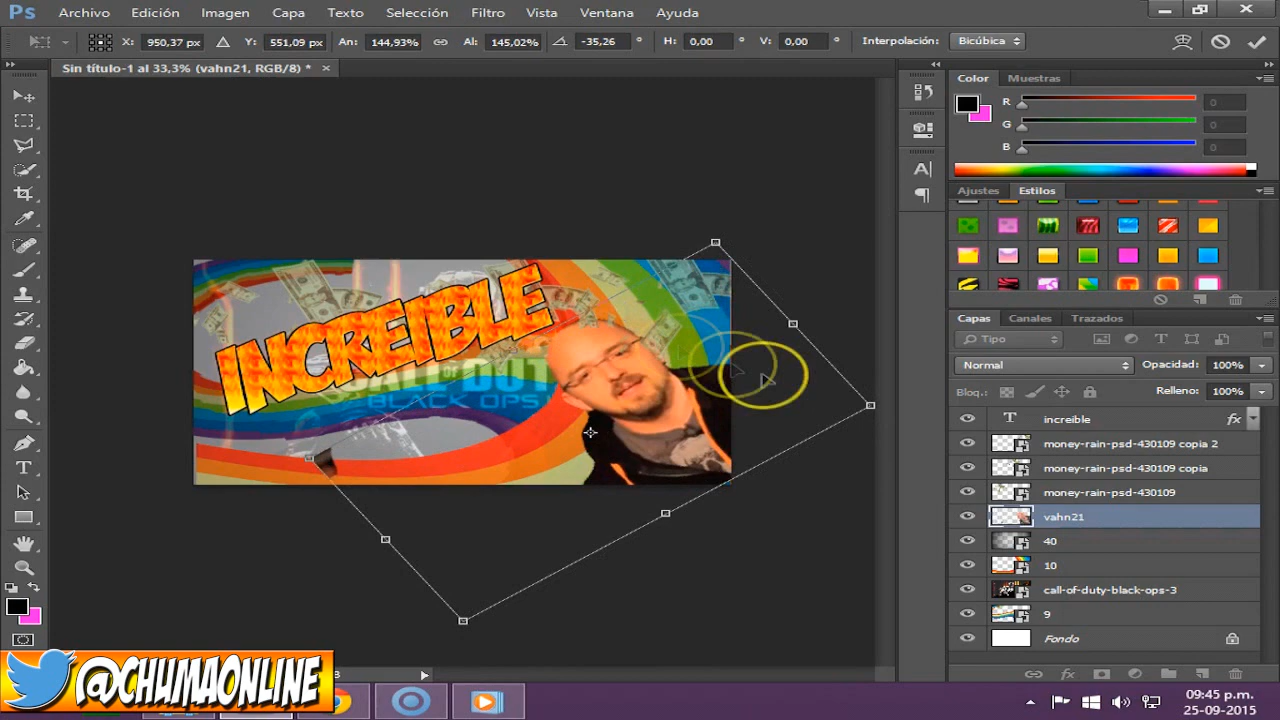 Ps Archivo Edición Imagen Capa Texto Selección Filtro Vista Ventana Ayuda
X: 950,37 px Y: 551,09 px An: 144,93% Al: 145,02% -35,26 ° H: 0,00 ° V: 0,00 ° Interpolación: Bicúbica
Sin título-1 al 33,3% (vahn21, RGB/8) * ×
Color Muestras
R 0
G 0
B 0
Ajustes Estilos
INCREIBLE
CALL OF DUTY
BLACK OPS
Capas Canales Trazados
Tipo
Normal Opacidad: 100%
Bloq.: Relleno: 100%
increible fx
money-rain-psd-430109 copia 2
money-rain-psd-430109 copia
money-rain-psd-430109
vahn21
40
10
call-of-duty-black-ops-3
9
Fondo
@CHUMAONLINE
09:45 p.m.
25-09-2015